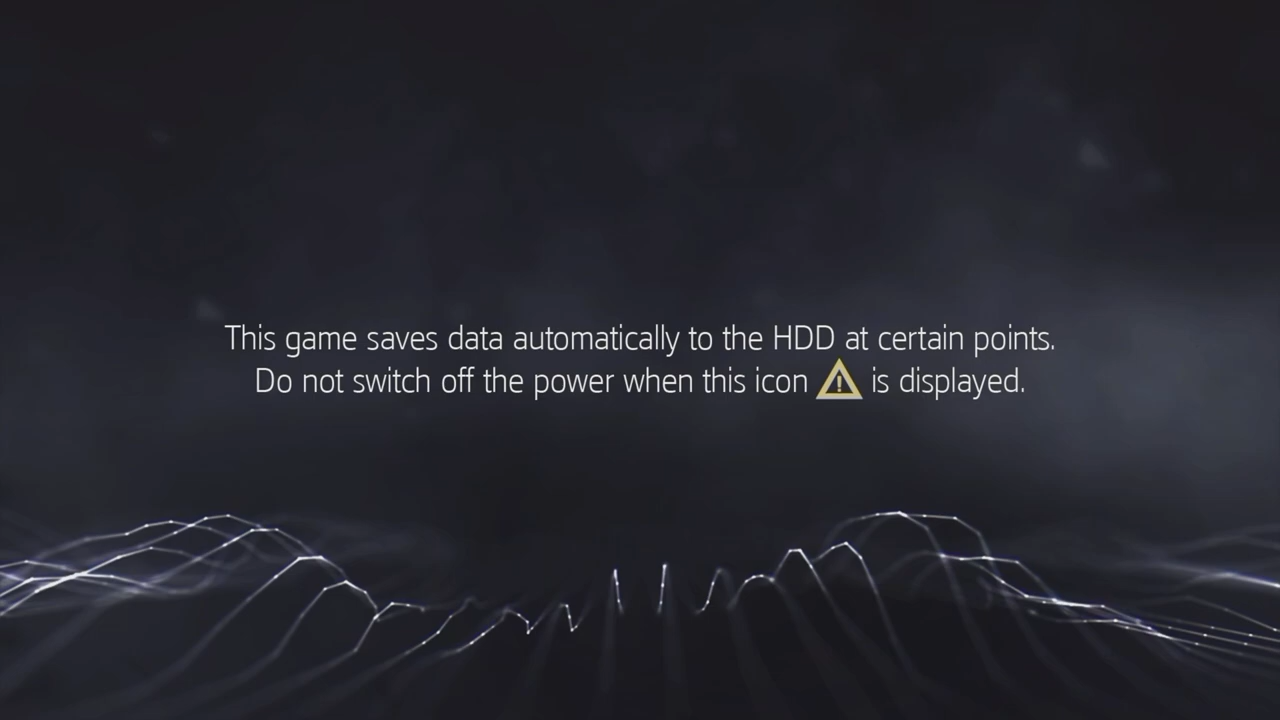 This game saves data automatically to the HDD at certain points.
Do not switch off the power when this icon is displayed.